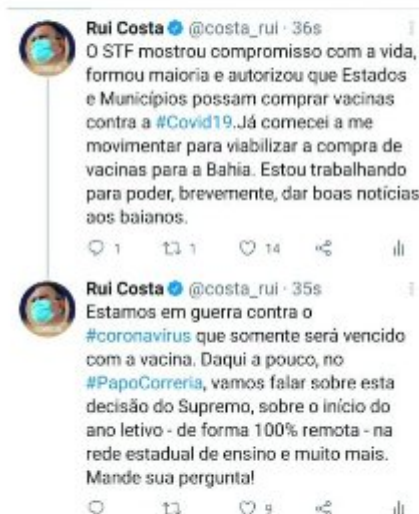 Rui Costa @costa_rui · 36s
O STF mostrou compromisso com a vida,
formou maioria e autorizou que Estados
e Municípios possam comprar vacinas
contra a #Covid19.Já comecei a me
movimentar para viabilizar a compra de
vacinas para a Bahia. Estou trabalhando
para poder, brevemente, dar boas notícias
aos baianos.
1 1 14
Rui Costa @costa_rui · 35s
Estamos em guerra contra o
#coronavírus que somente será vencido
com a vacina. Daqui a pouco, no
#PapoCorreria, vamos falar sobre esta
decisão do Supremo, sobre o início do
ano letivo - de forma 100% remota - na
rede estadual de ensino e muito mais.
Mande sua pergunta!
9